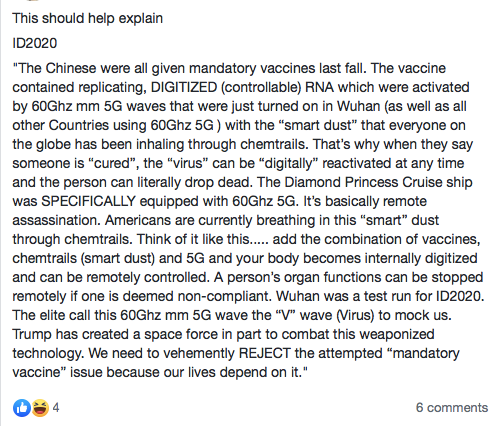 This should help explain
ID2020
"The Chinese were all given mandatory vaccines last fall. The vaccine
contained replicating, DIGITIZED (controllable) RNA which were activated
by 60Ghz mm 5G waves that were just turned on in Wuhan (as well as all
other Countries using 60Ghz 5G ) with the “smart dust” that everyone on
the globe has been inhaling through chemtrails. That's why when they say
someone is “cured”, the “virus” can be “digitally” reactivated at any time
and the person can literally drop dead. The Diamond Princess Cruise ship
was SPECIFICALLY equipped with 60Ghz 5G. It’s basically remote
assassination. Americans are currently breathing in this “smart” dust
through chemtrails. Think of it like this..... add the combination of vaccines,
chemtrails (smart dust) and 5G and your body becomes internally digitized
and can be remotely controlled. A person's organ functions can be stopped
remotely if one is deemed non-compliant. Wuhan was a test run for ID2020.
The elite call this 60Ghz mm 5G wave the “V” wave (Virus) to mock us.
Trump has created a space force in part to combat this weaponized
technology. We need to vehemently REJECT the attempted “mandatory
vaccine” issue because our lives depend on it."
4
6 comments